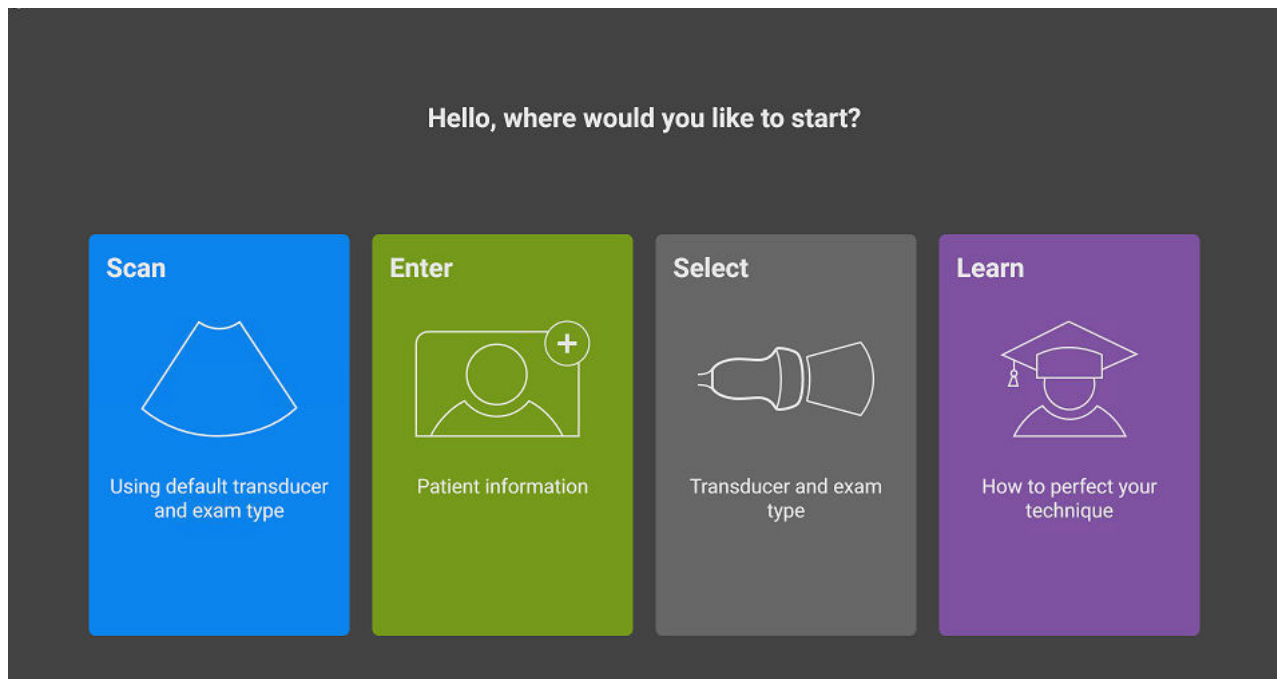 Hello, where would you like to start?
Scan
Using default transducer
and exam type
Enter
Patient information
Select
Transducer and exam
type
Learn
How to perfect your
technique